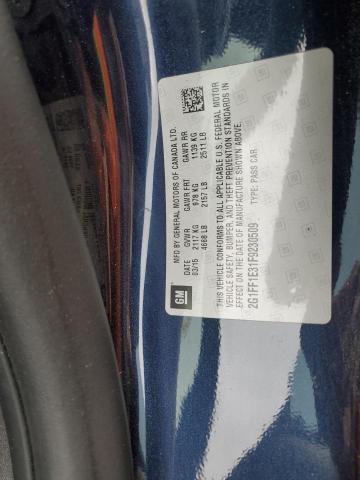 GM
MFD BY GENERAL MOTORS OF CANADA LTD.
DATE GVWR GAWR FRT GAWR RR
03/15 2117 KG 978 KG 1139 KG
4668 LB 2157 LB 2511 LB
THIS VEHICLE CONFORMS TO ALL APPLICABLE U.S. FEDERAL MOTOR
VEHICLE SAFETY, BUMPER, AND THEFT PREVENTION STANDARDS IN
EFFECT ON THE DATE OF MANUFACTURE SHOWN ABOVE.
2G1FF1E31F9230509 TYPE: PASS CAR